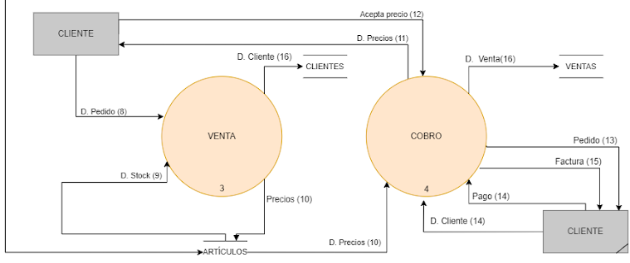 Acepta precio (12)
CLIENTE
D. Precios (11)
D. Cliente (16)
CLIENTES
D. Venta(16)
VENTAS
D. Pedido (8)
VENTA
COBRO
Pedido (13)
Factura (15)
D. Stock (9)
3
4
Precios (10)
Pago (14)
D. Cliente (14)
CLIENTE
D. Precios (10)
ARTÍCULOS